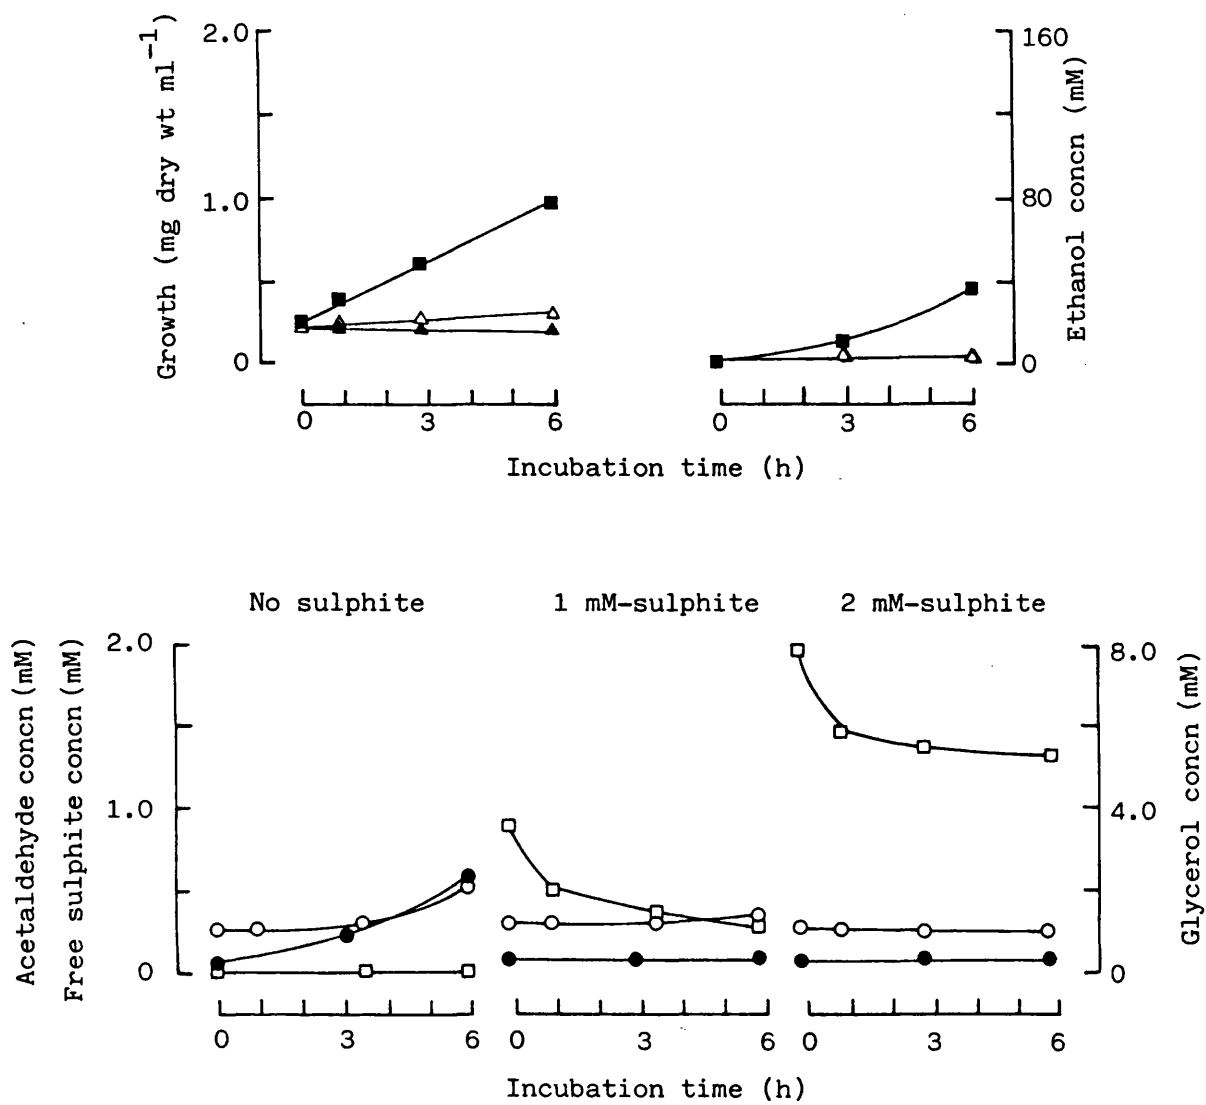 Growth (mg dry wt ml⁻¹)
2.0
1.0
0
0 3 6
160
80
0
Ethanol concn (mM)
0 3 6
Incubation time (h)
No sulphite 1 mM-sulphite 2 mM-sulphite
Acetaldehyde concn (mM)
Free sulphite concn (mM)
2.0
1.0
0
8.0
4.0
0
Glycerol concn (mM)
0 3 6 0 3 6 0 3 6
Incubation time (h)